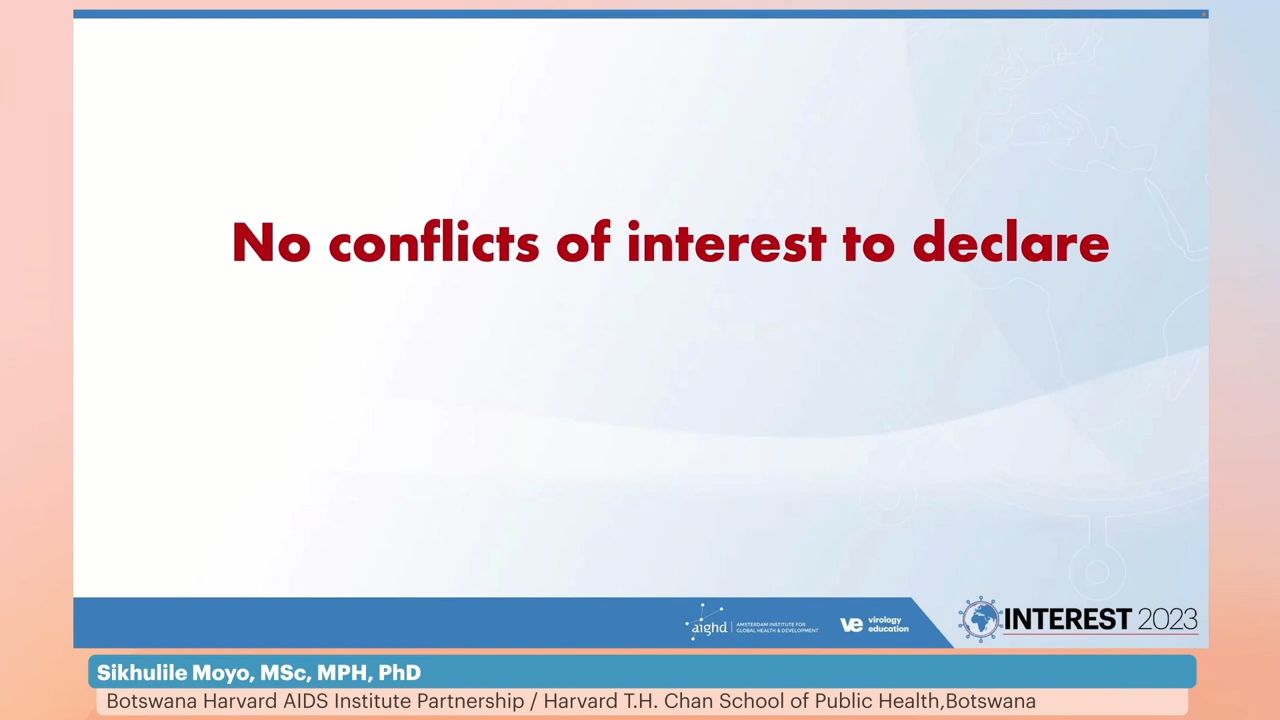 No conflicts of interest to declare
aighd
AMSTERDAM INSTITUTE FOR
GLOBAL HEALTH & DEVELOPMENT
ve virology
education
INTEREST 2023
Sikhulile Moyo, MSc, MPH, PhD
Botswana Harvard AIDS Institute Partnership / Harvard T.H. Chan School of Public Health,Botswana